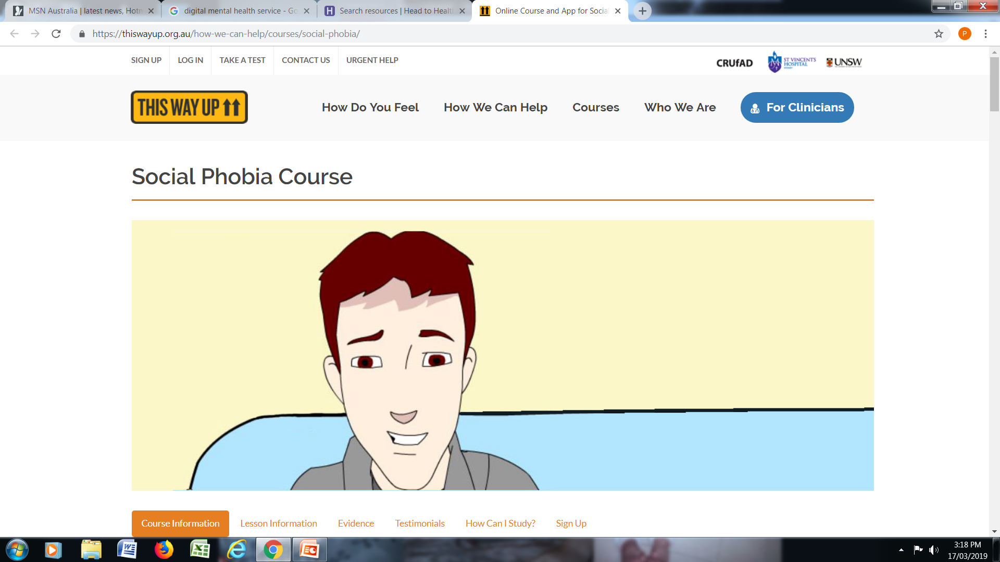 MSN Australia | latest news, Hotm
digital mental health service - Go
Search resources | Head to Healt
Online Course and App for Social
https://thiswayup.org.au/how-we-can-help/courses/social-phobia/
P
SIGN UP
LOG IN
TAKE A TEST
CONTACT US
URGENT HELP
CRUfAD
ST VINCENT'S
HOSPITAL
SYDNEY
UNSW
THIS WAY UP
How Do You Feel
How We Can Help
Courses
Who We Are
For Clinicians
Social Phobia Course
Course Information
Lesson Information
Evidence
Testimonials
How Can I Study?
Sign Up
3:18 PM
17/03/2019